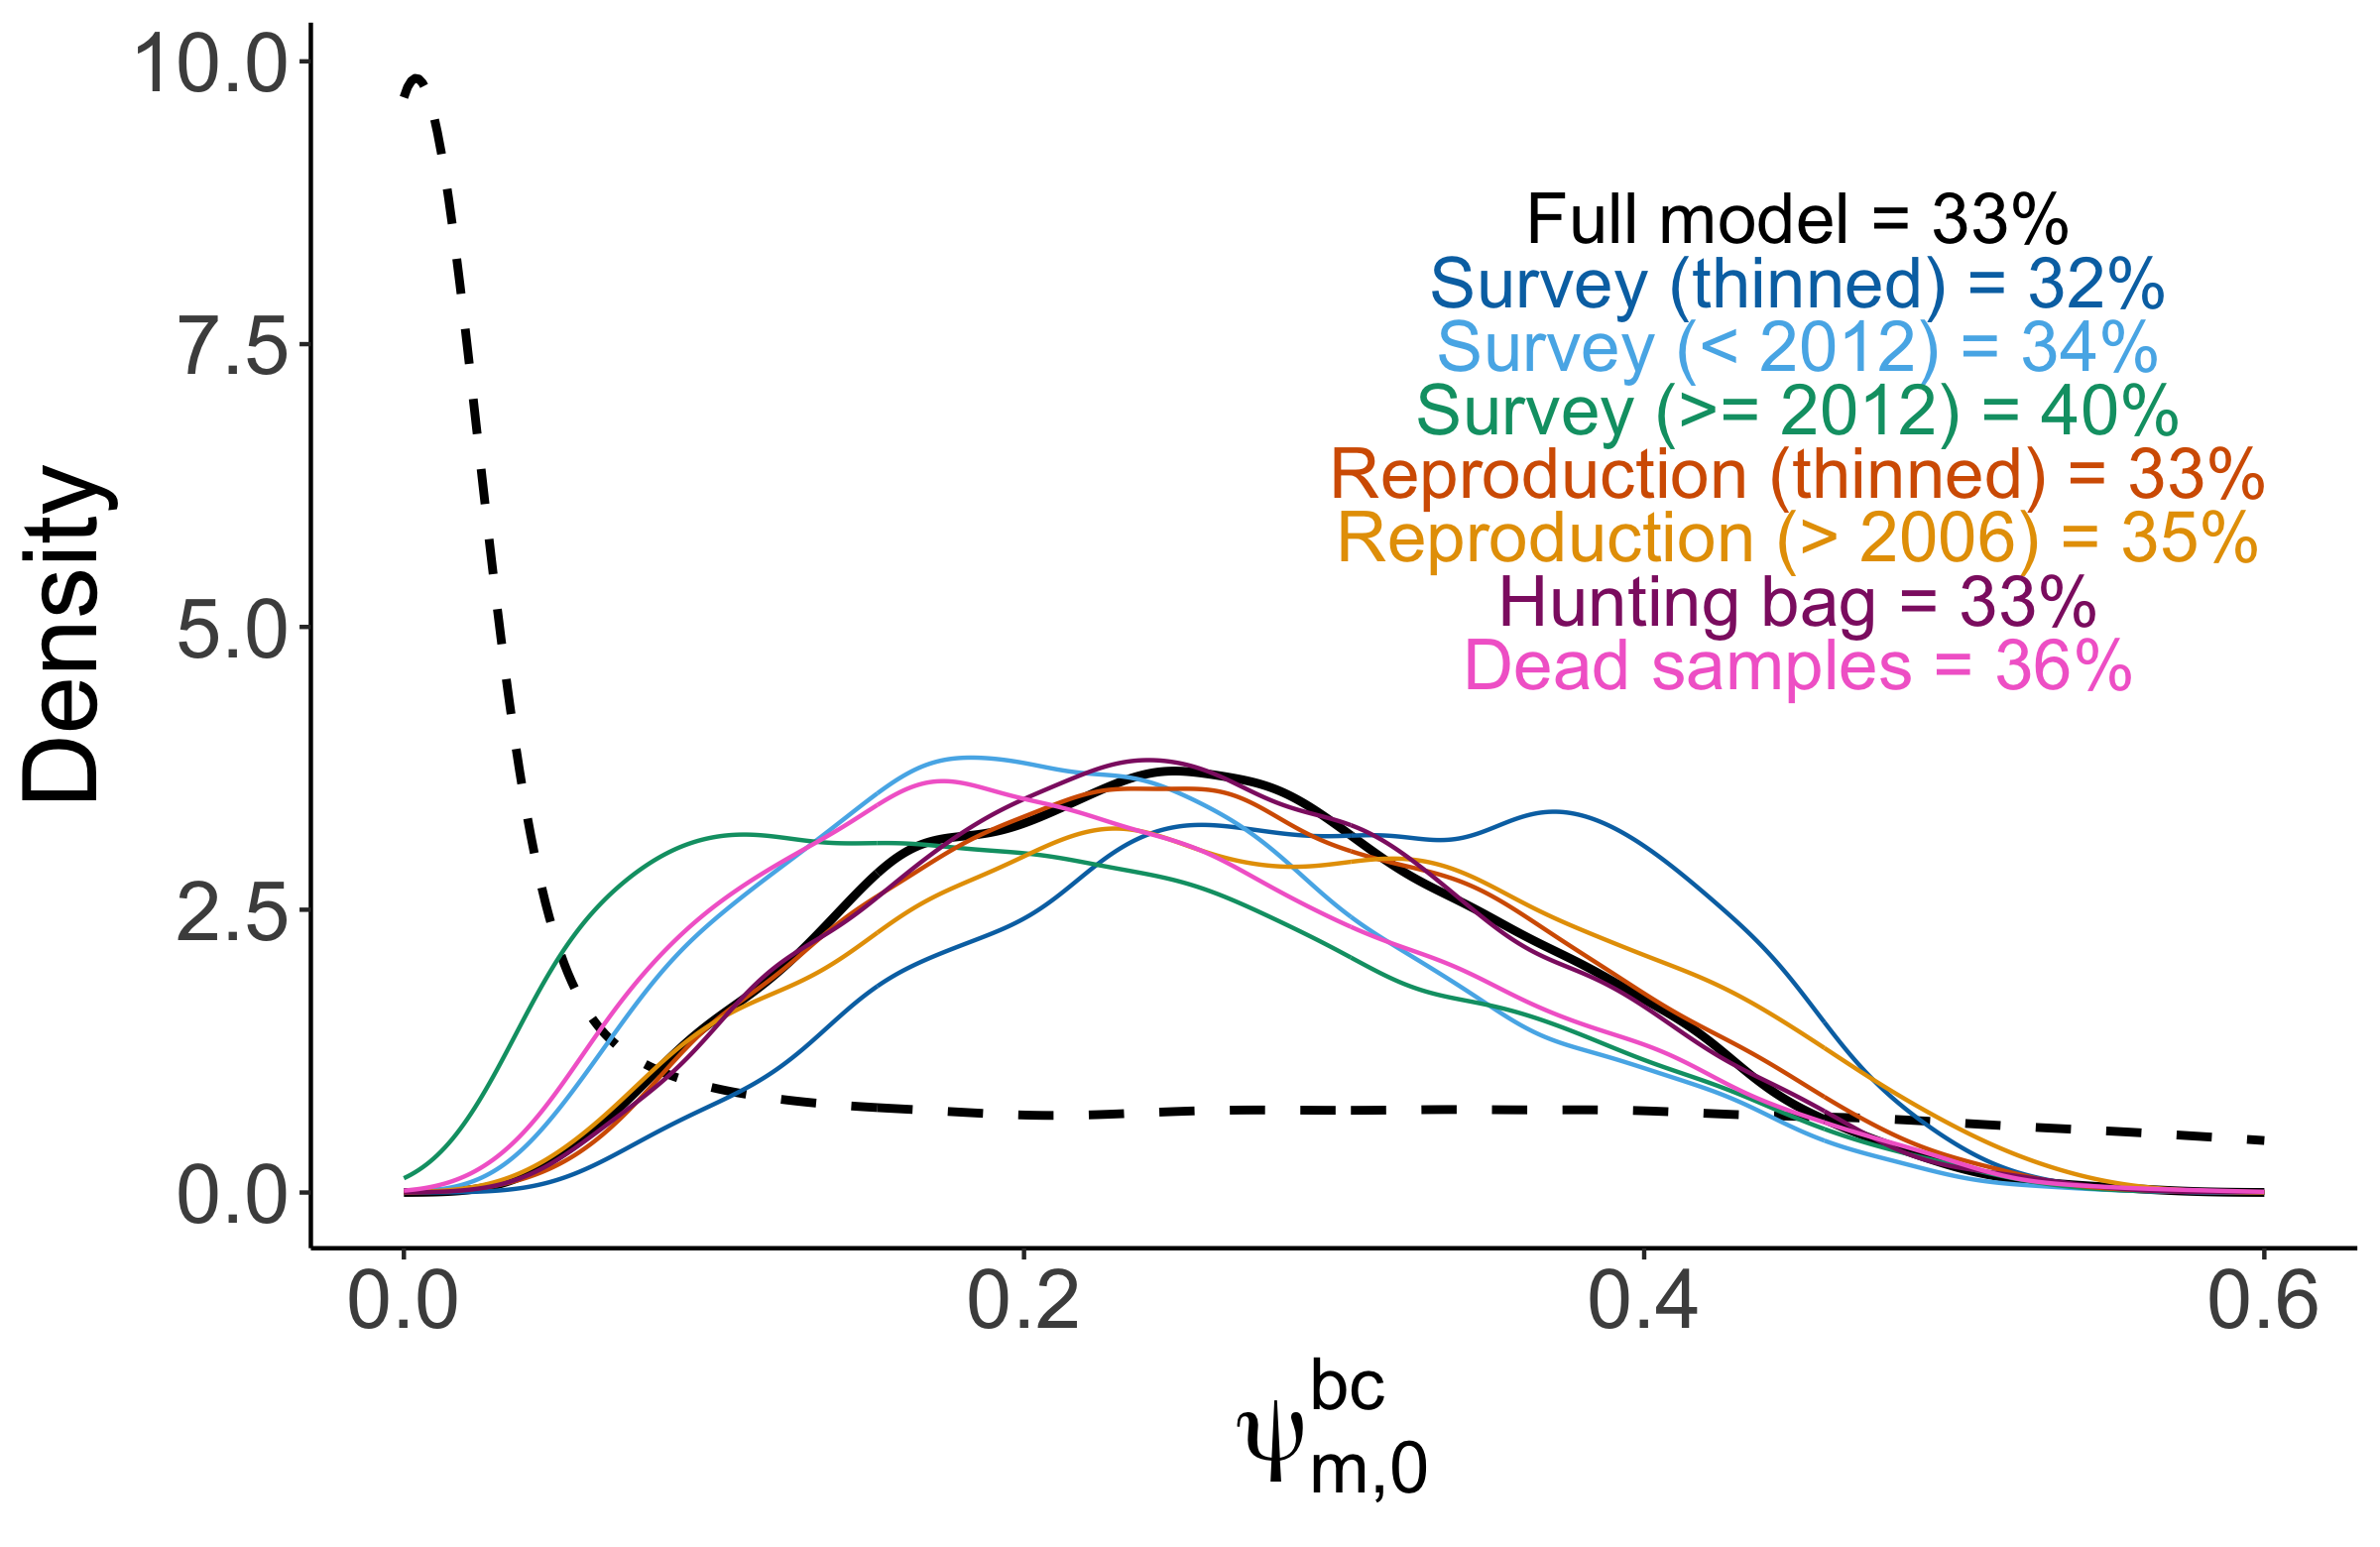 10.0
7.5
5.0
2.5
0.0
Density
Full model = 33%
Survey (thinned) = 32%
Survey (< 2012) = 34%
Survey (>= 2012) = 40%
Reproduction (thinned) = 33%
Reproduction (> 2006) = 35%
Hunting bag = 33%
Dead samples = 36%
0.0 0.2 0.4 0.6
ψ bc m,0